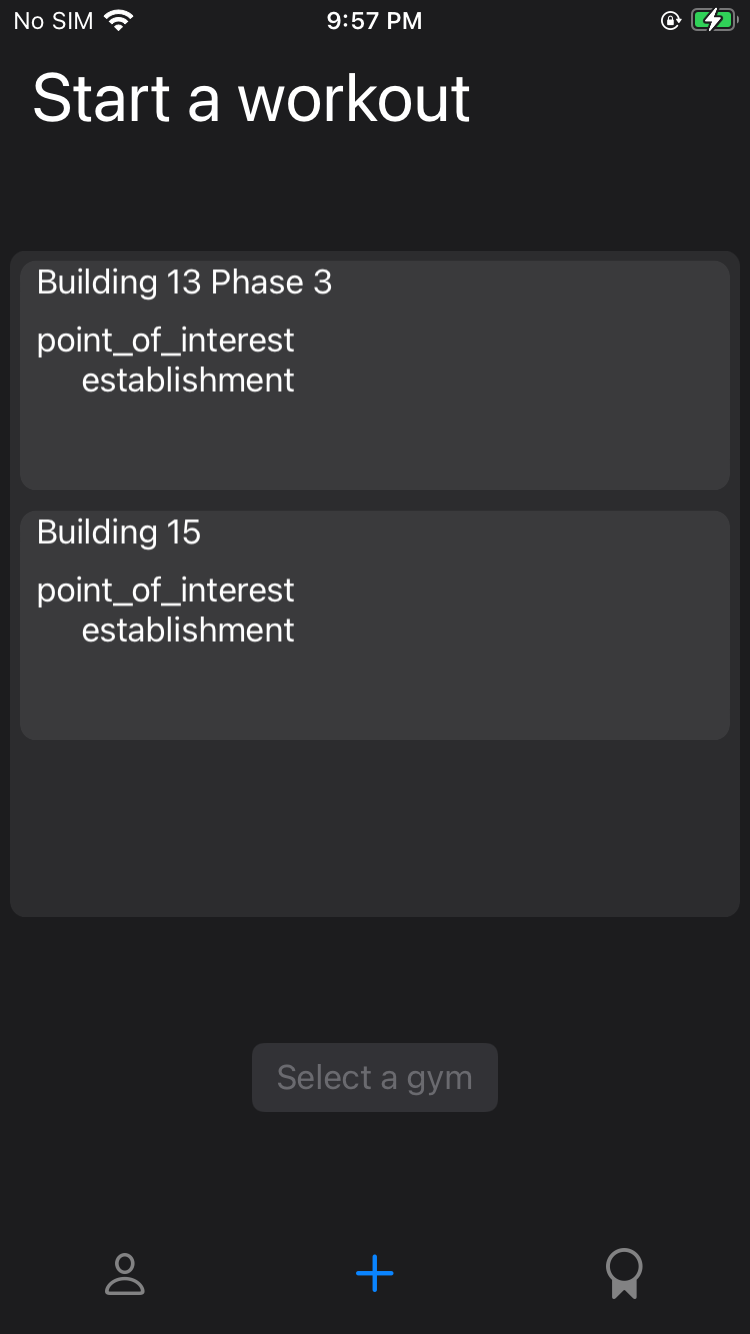 No SIM 9:57 PM
Start a workout
Building 13 Phase 3
point_of_interest
establishment
Building 15
point_of_interest
establishment
Select a gym